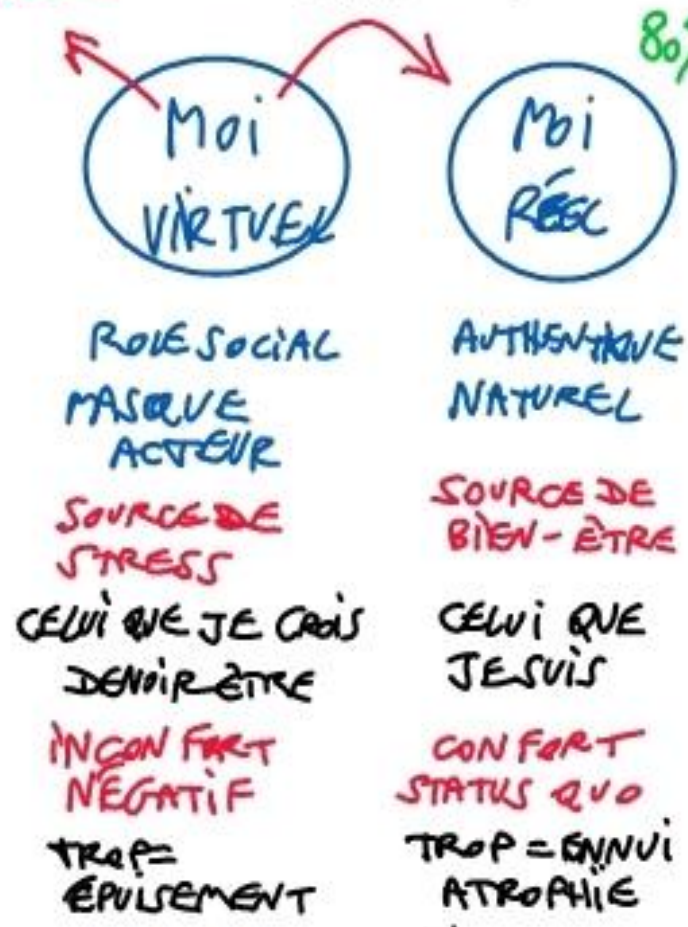 80%
MOI
VIRTUEL
ROLE SOCIAL
MASQUE
ACTEUR
SOURCE DE
STRESS
CELUI QUE JE CROIS
DEVOIR ÊTRE
INCONFORT
NÉGATIF
TROP =
ÉPUISEMENT
MOI
RÉEL
AUTHENTIQUE
NATUREL
SOURCE DE
BIEN-ÊTRE
CELUI QUE
JE SUIS
CONFORT
STATUS QUO
TROP = ENNUI
ATROPHIE